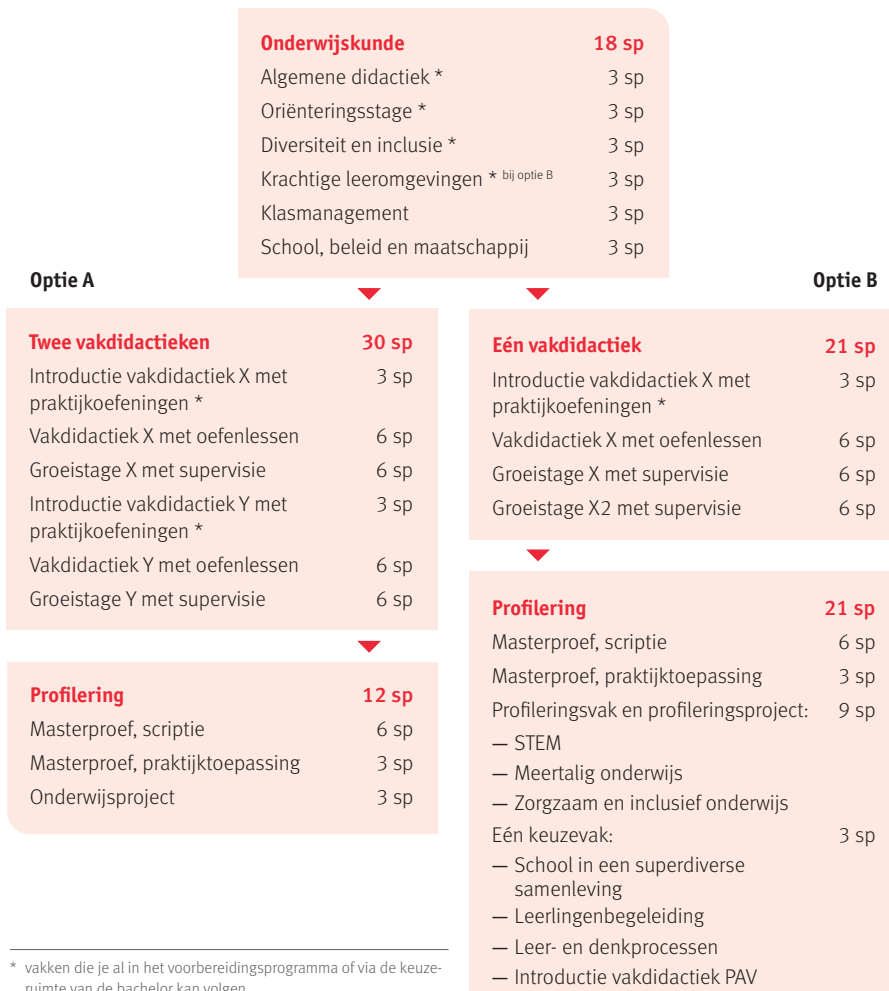 Onderwijskunde 18 sp
Algemene didactiek * 3 sp
Oriënteringsstage * 3 sp
Diversiteit en inclusie * 3 sp
Krachtige leeromgevingen * bij optie B 3 sp
Klasmanagement 3 sp
School, beleid en maatschappij 3 sp
Optie A
Twee vakdidactieken 30 sp
Introductie vakdidactiek X met 3 sp
praktijkoefeningen *
Vakdidactiek X met oefenlessen 6 sp
Groeistage X met supervisie 6 sp
Introductie vakdidactiek Y met 3 sp
praktijkoefeningen *
Vakdidactiek Y met oefenlessen 6 sp
Groeistage Y met supervisie 6 sp
Profilering 12 sp
Masterproef, scriptie 6 sp
Masterproef, praktijktoepassing 3 sp
Onderwijsproject 3 sp
Optie B
Eén vakdidactiek 21 sp
Introductie vakdidactiek X met 3 sp
praktijkoefeningen *
Vakdidactiek X met oefenlessen 6 sp
Groeistage X met supervisie 6 sp
Groeistage X2 met supervisie 6 sp
Profilering 21 sp
Masterproef, scriptie 6 sp
Masterproef, praktijktoepassing 3 sp
Profileringsvak en profileringsproject: 9 sp
— STEM
— Meertalig onderwijs
— Zorgzaam en inclusief onderwijs
Eén keuzevak: 3 sp
— School in een superdiverse
samenleving
— Leerlingenbegeleiding
— Leer- en denkprocessen
— Introductie vakdidactiek PAV
* vakken die je al in het voorbereidingsprogramma of via de keuze-
ruimte van de bachelor kan volgen